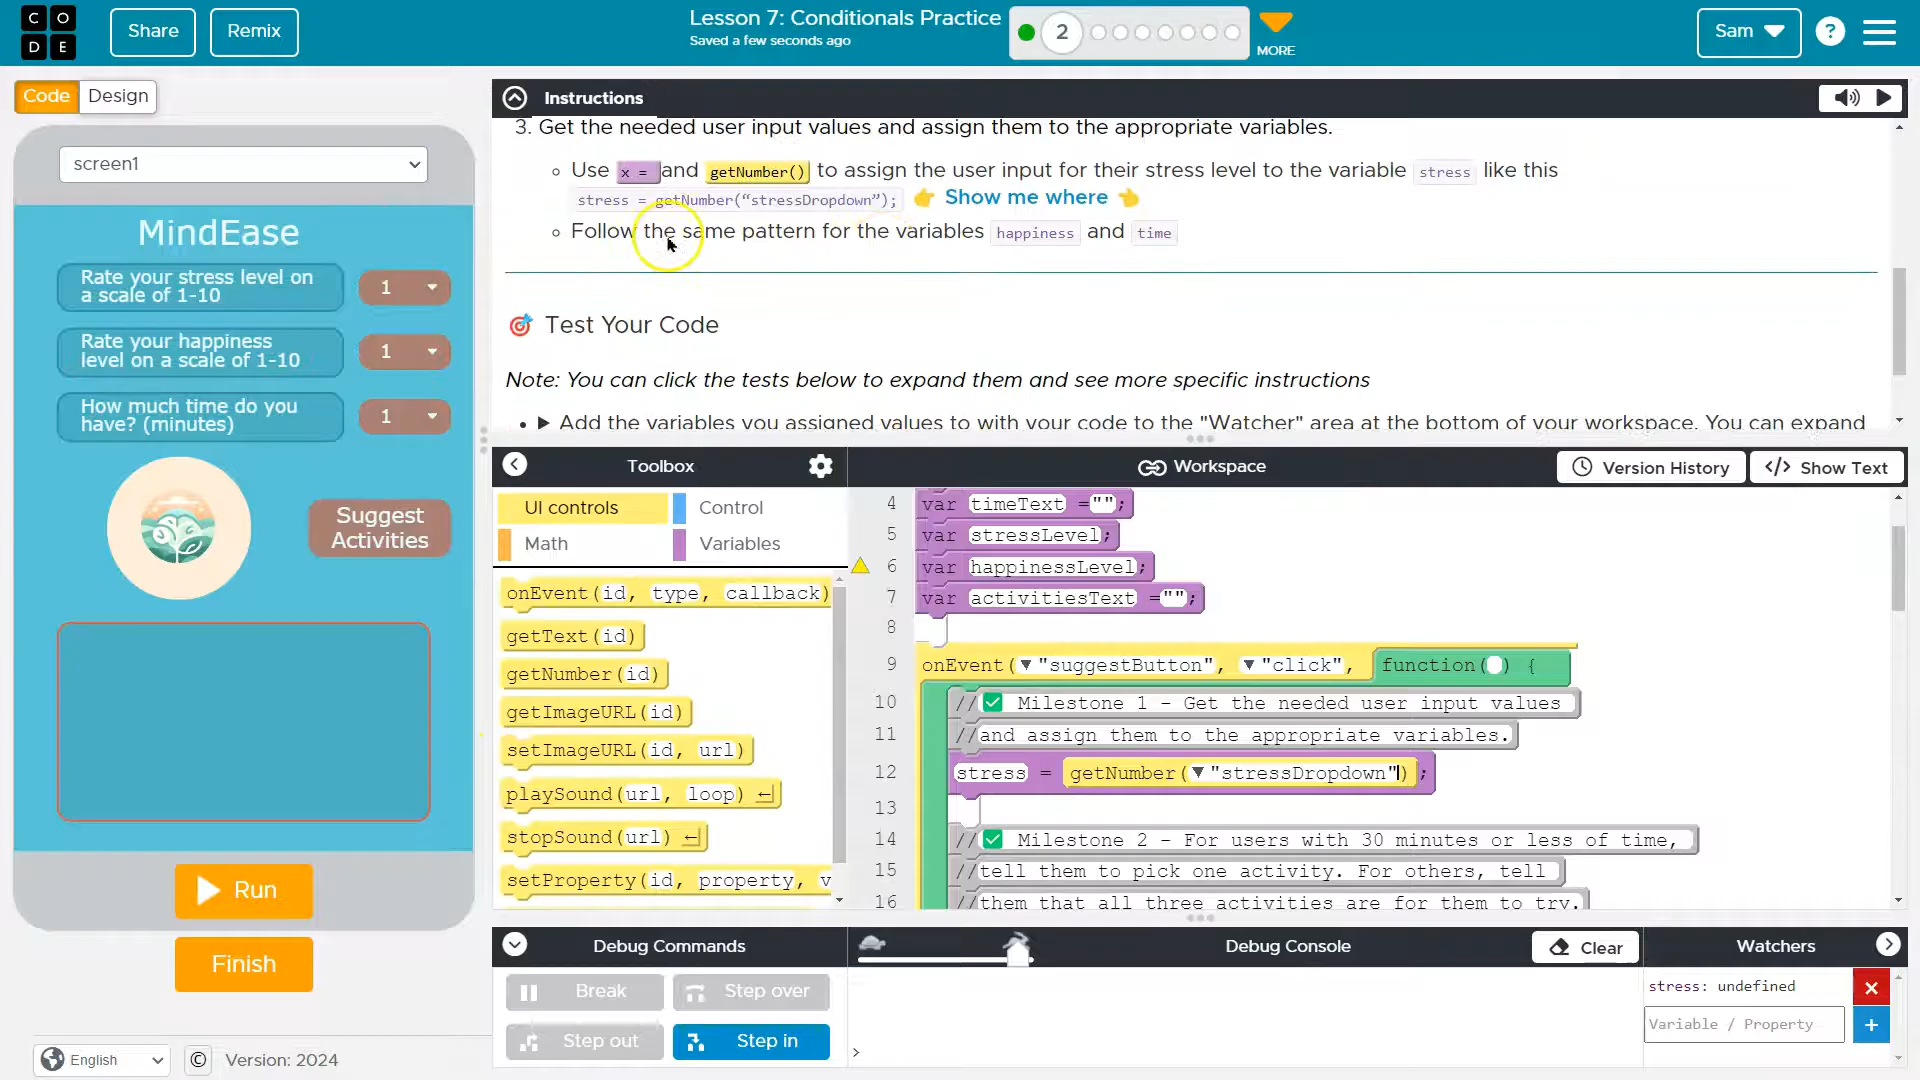 C O
D E
Share
Remix
Lesson 7: Conditionals Practice
Saved a few seconds ago
2
MORE
Sam
?
Code
Design
Instructions
screen1
MindEase
Rate your stress level on
a scale of 1-10
1
Rate your happiness
level on a scale of 1-10
1
How much time do you
have? (minutes)
1
Suggest
Activities
Run
Finish
English
©
Version: 2024
3. Get the needed user input values and assign them to the appropriate variables.
Use x = and getNumber() to assign the user input for their stress level to the variable stress like this
stress = getNumber(“stressDropdown”); 👉 Show me where 👈
Follow the same pattern for the variables happiness and time
🎯 Test Your Code
Note: You can click the tests below to expand them and see more specific instructions
Add the variables you assigned values to with your code to the "Watcher" area at the bottom of your workspace. You can expand
Toolbox
Workspace
Version History
</> Show Text
UI controls
Control
Math
Variables
onEvent(id, type, callback)
getText(id)
getNumber(id)
getImageURL(id)
setImageURL(id, url)
playSound(url, loop)
stopSound(url)
setProperty(id, property, v
4 var timeText ="";
5 var stressLevel;
6 var happinessLevel;
7 var activitiesText ="";
8
9 onEvent(▼"suggestButton", ▼"click", function( ) {
10 //✅ Milestone 1 - Get the needed user input values
11 //and assign them to the appropriate variables.
12 stress = getNumber(▼"stressDropdown");
13
14 //✅ Milestone 2 - For users with 30 minutes or less of time,
15 //tell them to pick one activity. For others, tell
16 //them that all three activities are for them to try.
Debug Commands
Debug Console
Clear
Watchers
Break
Step over
Step out
Step in
>
stress: undefined
Variable / Property